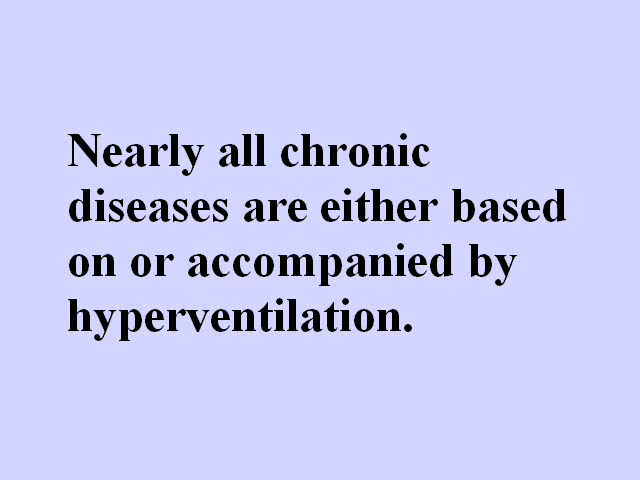 Nearly all chronic
diseases are either based
on or accompanied by
hyperventilation.